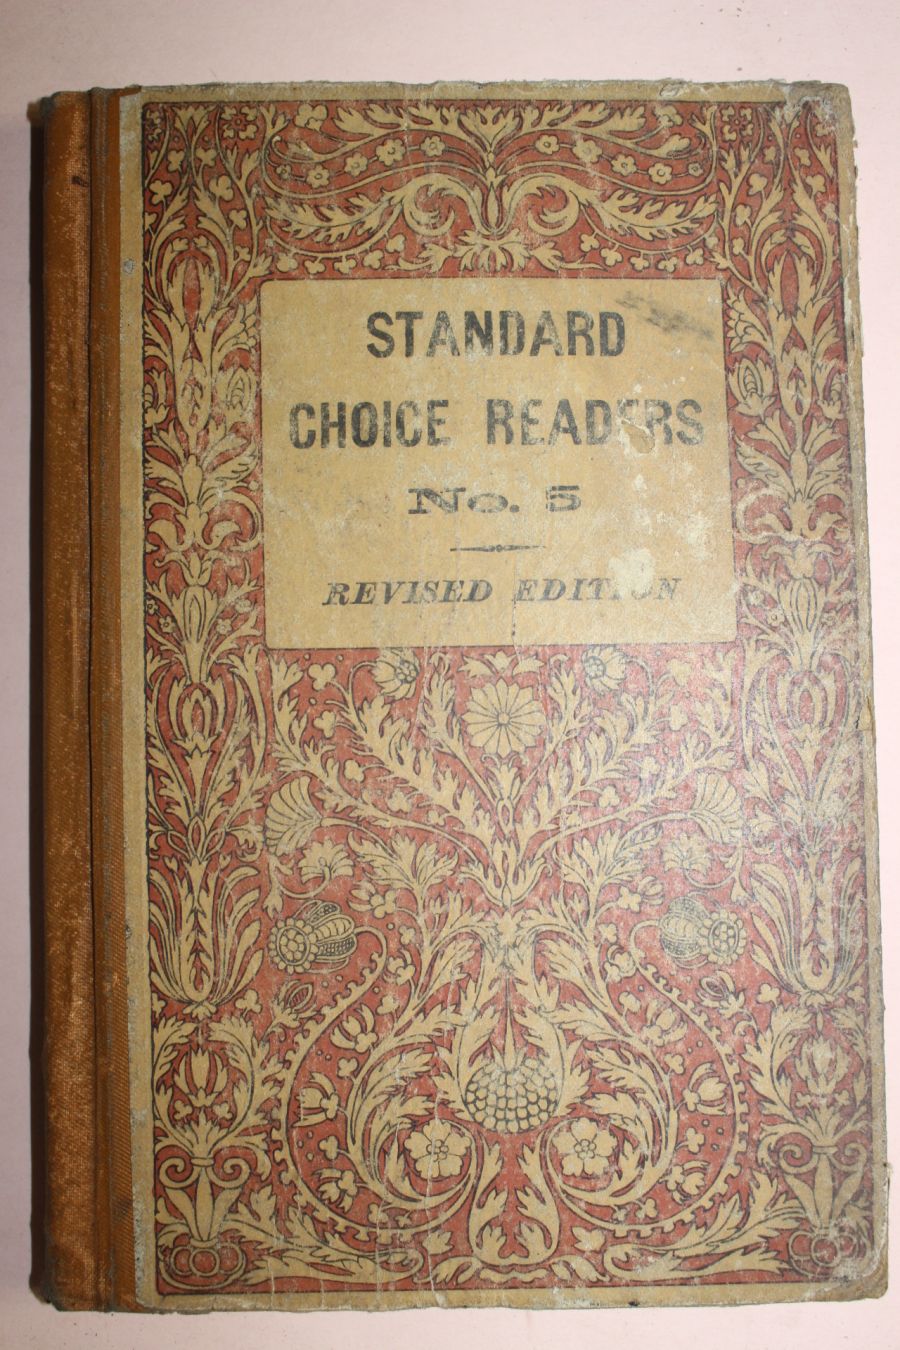 STANDARD
CHOICE READERS
No. 5
REVISED EDITION